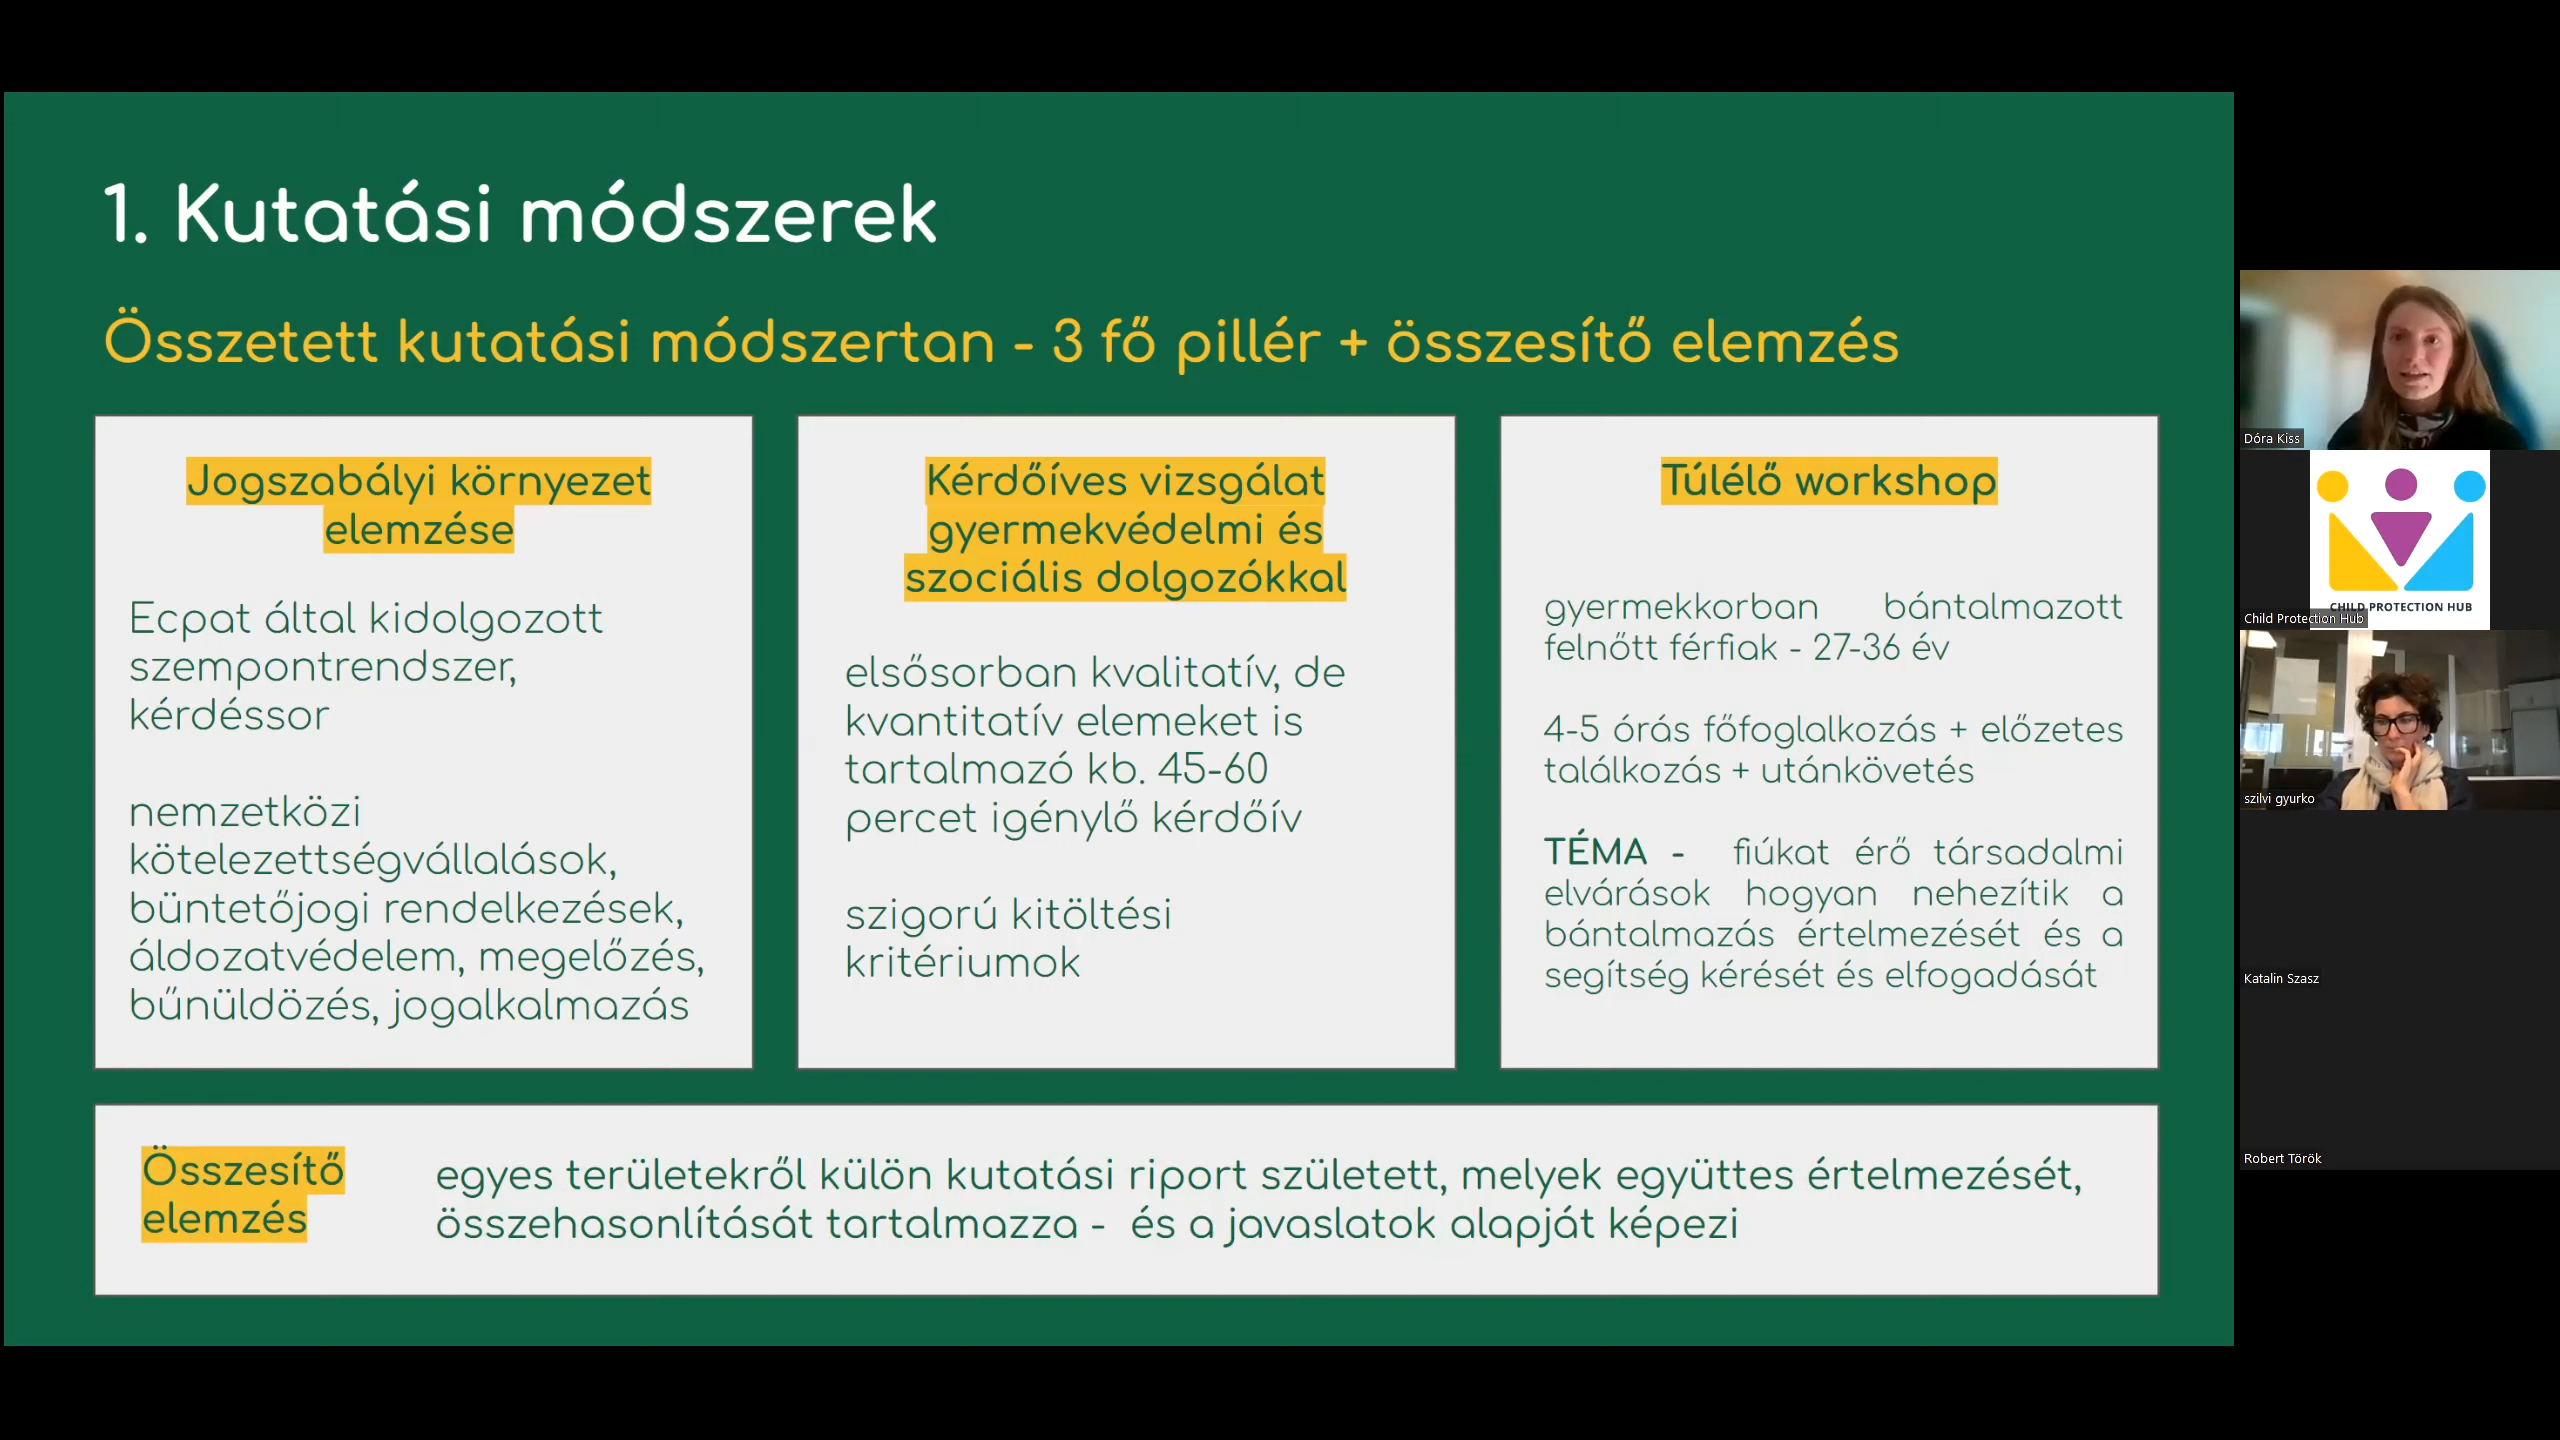 1. Kutatási módszerek
Összetett kutatási módszertan - 3 fő pillér + összesítő elemzés
Jogszabályi környezet
elemzése
Ecpat által kidolgozott
szempontrendszer,
kérdéssor
nemzetközi
kötelezettségvállalások,
büntetőjogi rendelkezések,
áldozatvédelem, megelőzés,
bűnüldözés, jogalkalmazás
Kérdőíves vizsgálat
gyermekvédelmi és
szociális dolgozókkal
elsősorban kvalitatív, de
kvantitatív elemeket is
tartalmazó kb. 45-60
percet igénylő kérdőív
szigorú kitöltési
kritériumok
Túlélő workshop
gyermekkorban bántalmazott
felnőtt férfiak - 27-36 év
4-5 órás főfoglalkozás + előzetes
találkozás + utánkövetés
TÉMA - fiúkat érő társadalmi
elvárások hogyan nehezítik a
bántalmazás értelmezését és a
segítség kérését és elfogadását
Összesítő
elemzés
egyes területekről külön kutatási riport született, melyek együttes értelmezését,
összehasonlítását tartalmazza - és a javaslatok alapját képezi
Dóra Kiss
CHILD PROTECTION HUB
Child Protection Hub
szilvi gyurko
Katalin Szasz
Robert Török